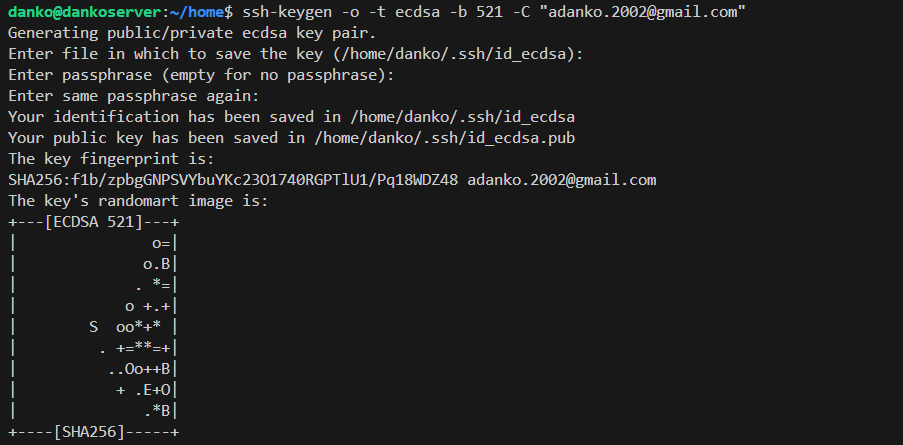 danko@dankoserver:~/home$ ssh-keygen -o -t ecdsa -b 521 -C "adanko.2002@gmail.com"
Generating public/private ecdsa key pair.
Enter file in which to save the key (/home/danko/.ssh/id_ecdsa):
Enter passphrase (empty for no passphrase):
Enter same passphrase again:
Your identification has been saved in /home/danko/.ssh/id_ecdsa
Your public key has been saved in /home/danko/.ssh/id_ecdsa.pub
The key fingerprint is:
SHA256:f1b/zpbgGNPSVYbuYKc23O1740RGPTlU1/Pq18WDZ48 adanko.2002@gmail.com
The key's randomart image is:
+---[ECDSA 521]---+
|               o=|
|              o.B|
|             . *=|
|            o +.+|
|        S  oo*+* |
|         . +=**=+|
|          ..Oo++B|
|           + .E+O|
|              .*B|
+----[SHA256]-----+